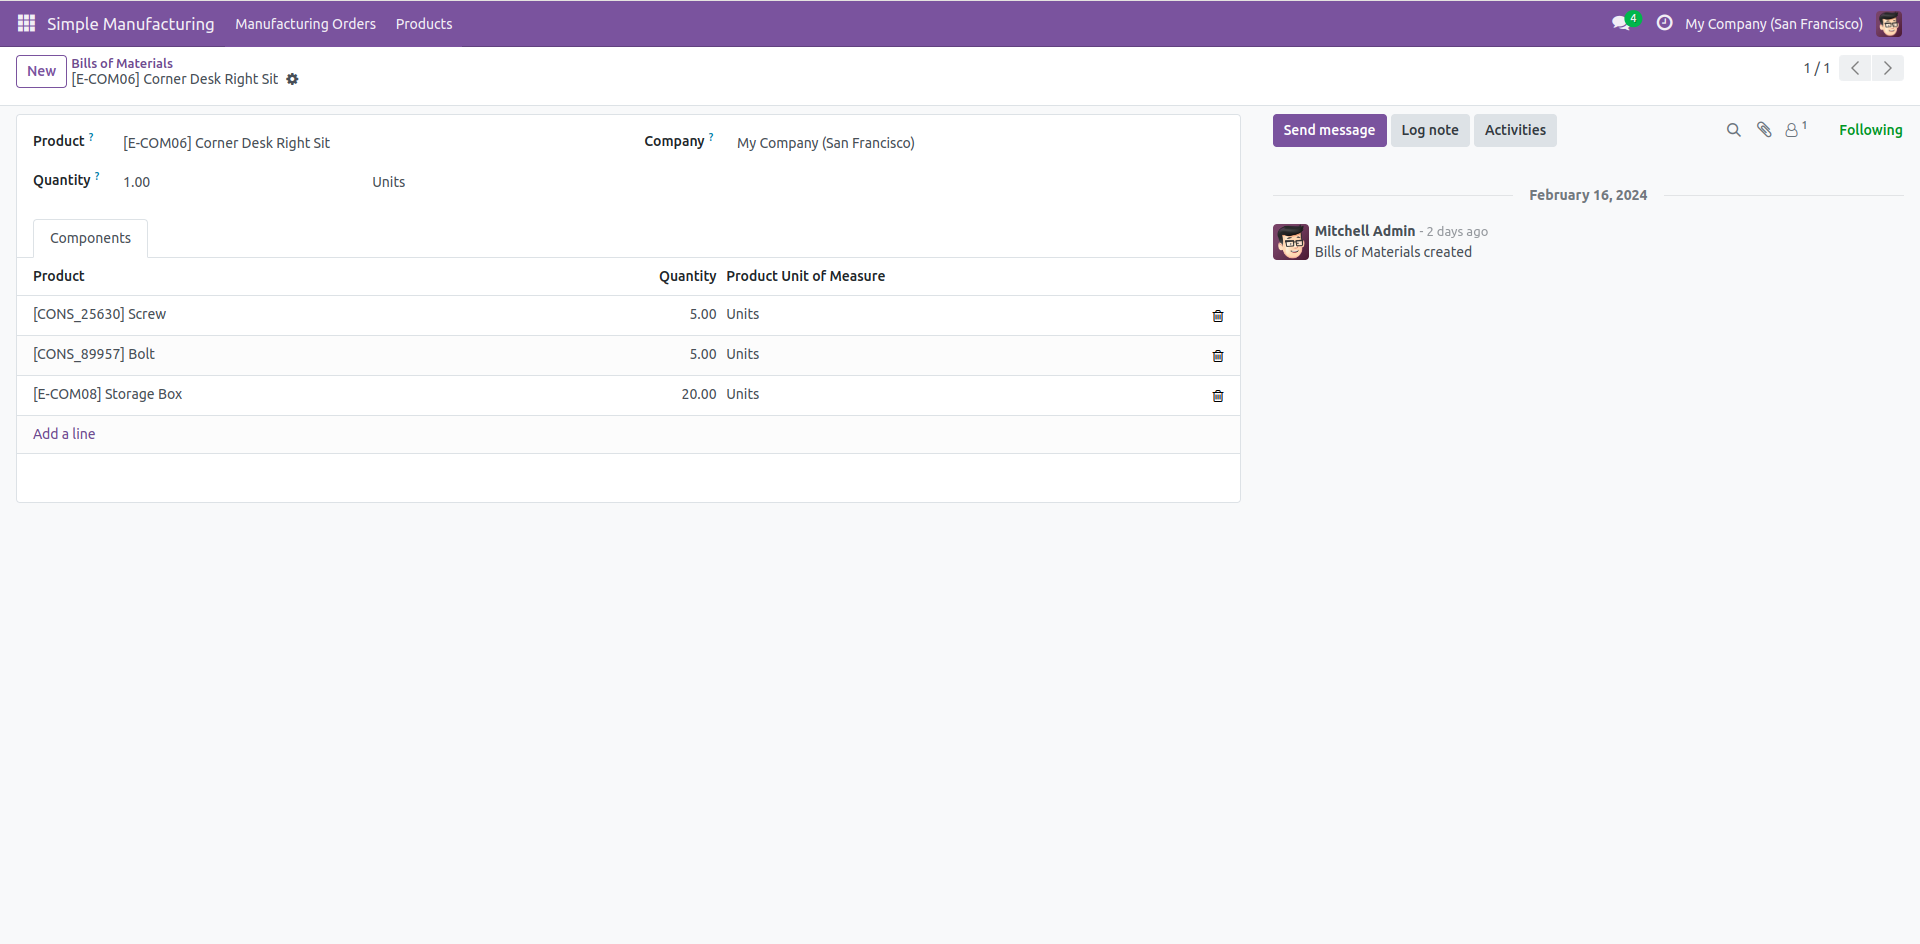 Simple Manufacturing Manufacturing Orders Products 4 My Company (San Francisco)
New Bills of Materials
[E-COM06] Corner Desk Right Sit 1 / 1
Product ? [E-COM06] Corner Desk Right Sit Company ? My Company (San Francisco)
Quantity ? 1.00 Units
Components
Product Quantity Product Unit of Measure
[CONS_25630] Screw 5.00 Units
[CONS_89957] Bolt 5.00 Units
[E-COM08] Storage Box 20.00 Units
Add a line
Send message Log note Activities 1 Following
February 16, 2024
Mitchell Admin - 2 days ago
Bills of Materials created